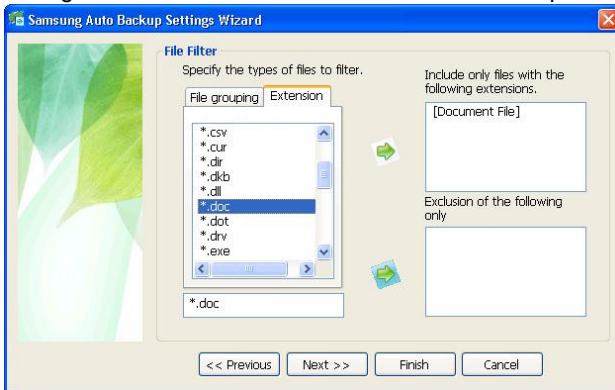 Samsung Auto Backup Settings Wizard
File Filter
Specify the types of files to filter.
File grouping
Extension
*.csv
*.cur
*.dir
*.dkb
*.dll
*.doc
*.dot
*.drv
*.exe
*.doc
Include only files with the
following extensions.
[Document File]
Exclusion of the following
only
<< Previous
Next >>
Finish
Cancel